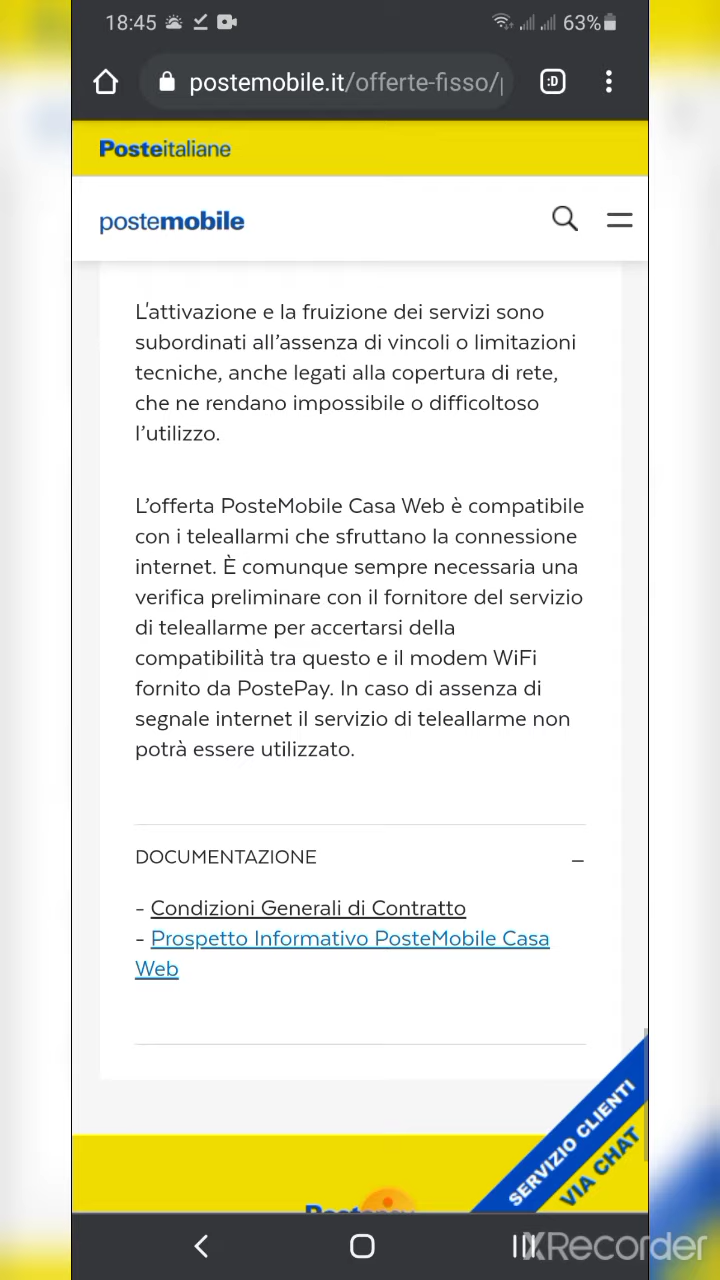 18:45 63%
postemobile.it/offerte-fisso/p
:D
Posteitaliane
postemobile
L'attivazione e la fruizione dei servizi sono
subordinati all’assenza di vincoli o limitazioni
tecniche, anche legati alla copertura di rete,
che ne rendano impossibile o difficoltoso
l’utilizzo.
L’offerta PosteMobile Casa Web è compatibile
con i teleallarmi che sfruttano la connessione
internet. È comunque sempre necessaria una
verifica preliminare con il fornitore del servizio
di teleallarme per accertarsi della
compatibilità tra questo e il modem WiFi
fornito da PostePay. In caso di assenza di
segnale internet il servizio di teleallarme non
potrà essere utilizzato.
DOCUMENTAZIONE –
- Condizioni Generali di Contratto
- Prospetto Informativo PosteMobile Casa
Web
SERVIZIO CLIENTI
VIA CHAT
Postepay
XRecorder